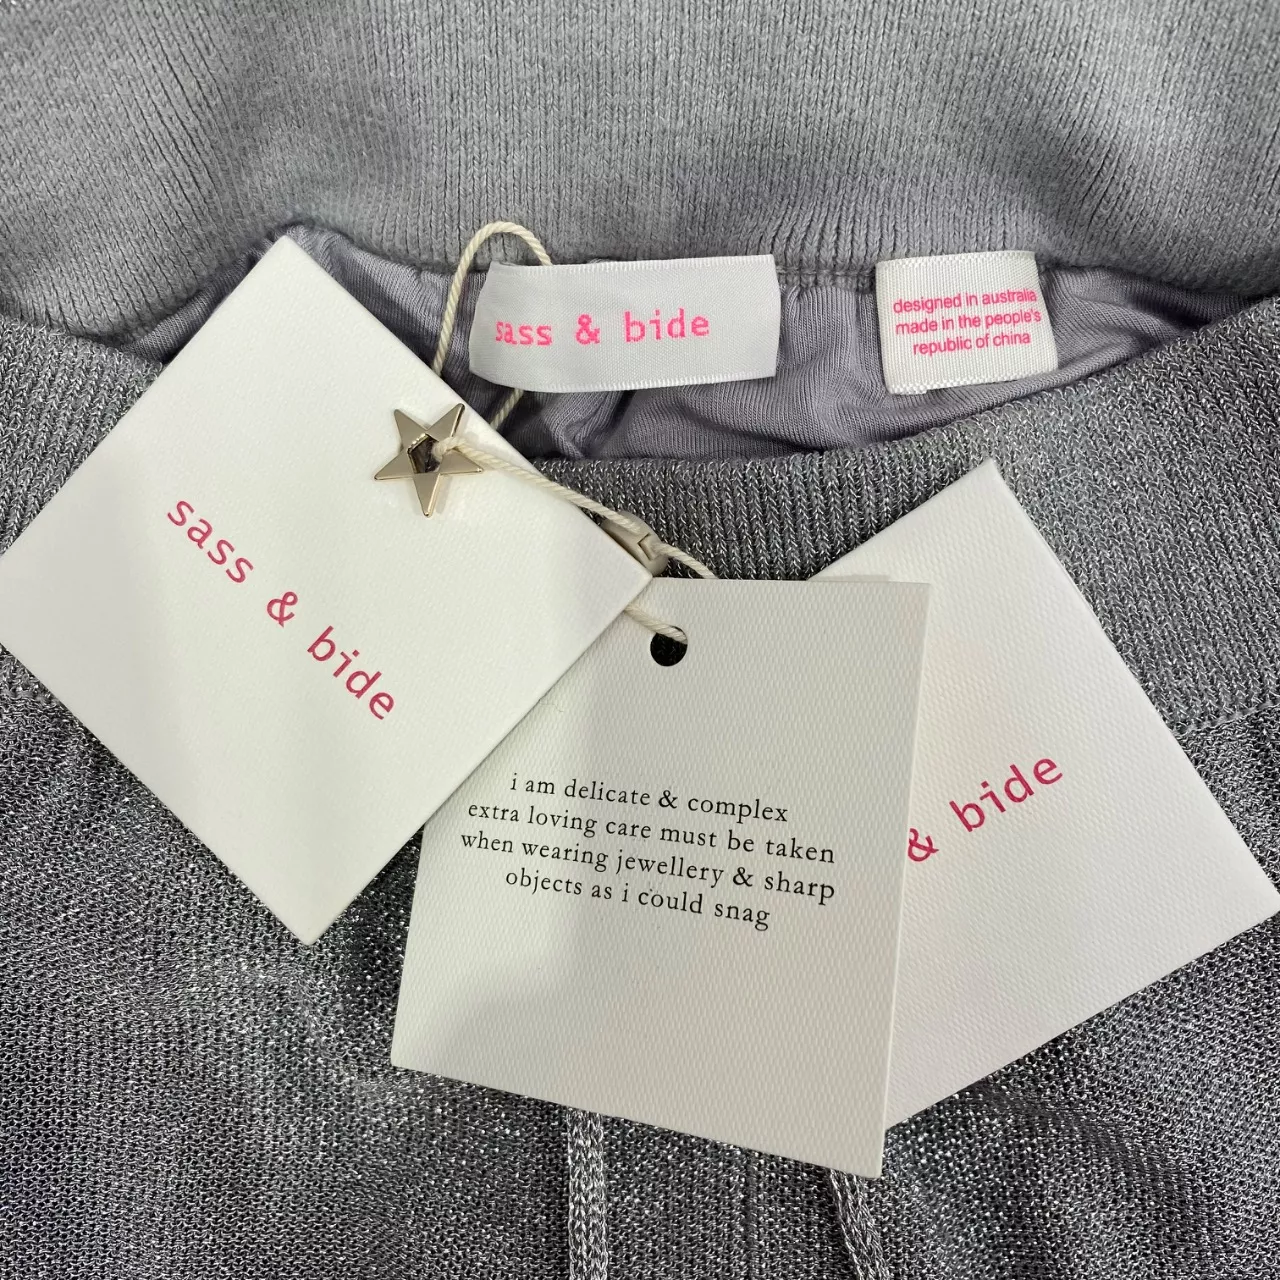 sass & bide
designed in australia
made in the people's
republic of china
sass & bide
i am delicate & complex
extra loving care must be taken
when wearing jewellery & sharp
objects as i could snag
& bide